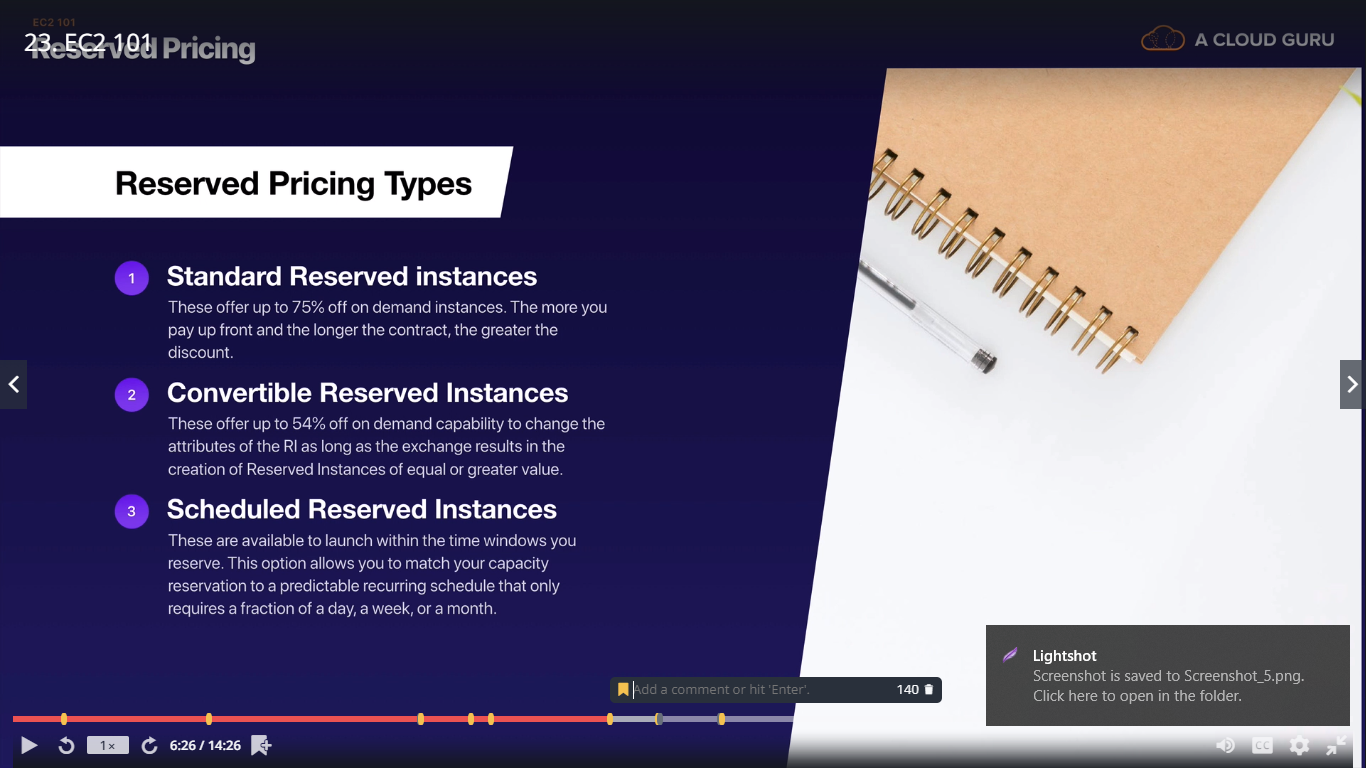 EC2 101
23. EC2 101
Reserved Pricing
A CLOUD GURU
Reserved Pricing Types
1
Standard Reserved instances
These offer up to 75% off on demand instances. The more you
pay up front and the longer the contract, the greater the
discount.
2
Convertible Reserved Instances
These offer up to 54% off on demand capability to change the
attributes of the RI as long as the exchange results in the
creation of Reserved Instances of equal or greater value.
3
Scheduled Reserved Instances
These are available to launch within the time windows you
reserve. This option allows you to match your capacity
reservation to a predictable recurring schedule that only
requires a fraction of a day, a week, or a month.
Lightshot
Screenshot is saved to Screenshot_5.png.
Click here to open in the folder.
Add a comment or hit 'Enter'. 140
1× 6:26 / 14:26 CC